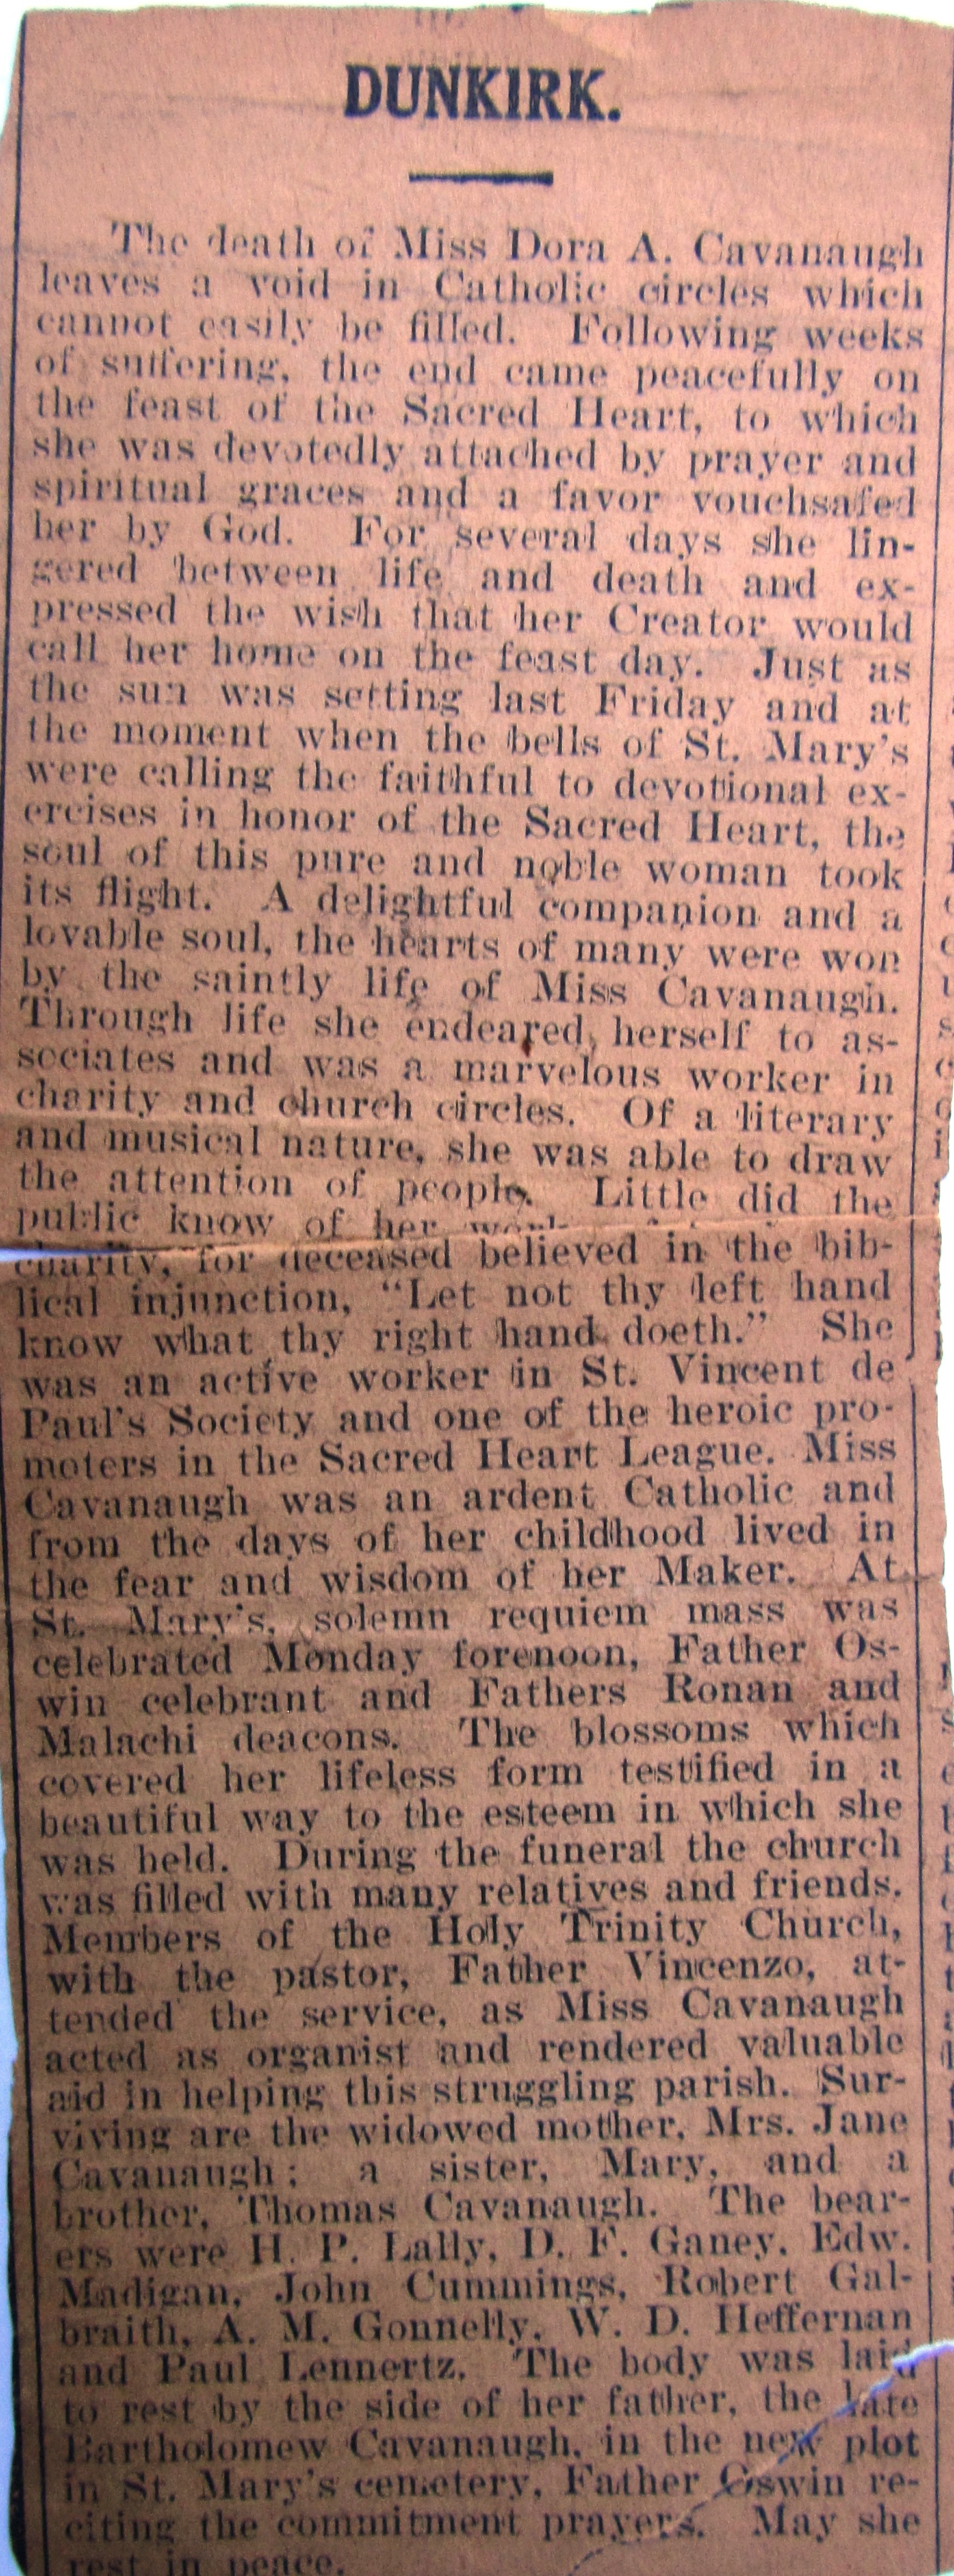 DUNKIRK.
The death of Miss Dora A. Cavanaugh
leaves a void in Catholic circles which
cannot easily be filled. Following weeks
of suffering, the end came peacefully on
the feast of the Sacred Heart, to which
she was devotedly attached by prayer and
spiritual graces and a favor vouchsafed
her by God. For several days she lin-
gered between life and death and ex-
pressed the wish that her Creator would
call her home on the feast day. Just as
the sun was setting last Friday and at
the moment when the bells of St. Mary's
were calling the faithful to devotional ex-
ercises in honor of the Sacred Heart, the
soul of this pure and noble woman took
its flight. A delightful companion and a
lovable soul, the hearts of many were won
by the saintly life of Miss Cavanaugh.
Through life she endeared herself to as-
sociates and was a marvelous worker in
charity and church circles. Of a literary
and musical nature, she was able to draw
the attention of people. Little did the
public know of her
charity, for deceased believed in the bib-
lical injunction, "Let not thy left hand
know what thy right hand doeth." She
was an active worker in St. Vincent de
Paul's Society and one of the heroic pro-
moters in the Sacred Heart League. Miss
Cavanaugh was an ardent Catholic and
from the days of her childhood lived in
the fear and wisdom of her Maker. At
St. Mary's, solemn requiem mass was
celebrated Monday forenoon, Father Os-
win celebrant and Fathers Ronan and
Malachi deacons. The blossoms which
covered her lifeless form testified in a
beautiful way to the esteem in which she
was held. During the funeral the church
was filled with many relatives and friends.
Members of the Holy Trinity Church,
with the pastor, Father Vincenzo, at-
tended the service, as Miss Cavanaugh
acted as organist and rendered valuable
aid in helping this struggling parish. Sur-
viving are the widowed mother, Mrs. Jane
Cavanaugh; a sister, Mary, and a
brother, Thomas Cavanaugh. The bear-
ers were H. P. Lally, D. F. Ganey, Edw.
Madigan, John Cummings, Robert Gal-
braith, A. M. Gonnelly, W. D. Heffernan
and Paul Lennertz. The body was laid
to rest by the side of her father, the late
Bartholomew Cavanaugh, in the new plot
in St. Mary's cemetery, Father Oswin re-
citing the commitment prayers. May she
rest in peace.